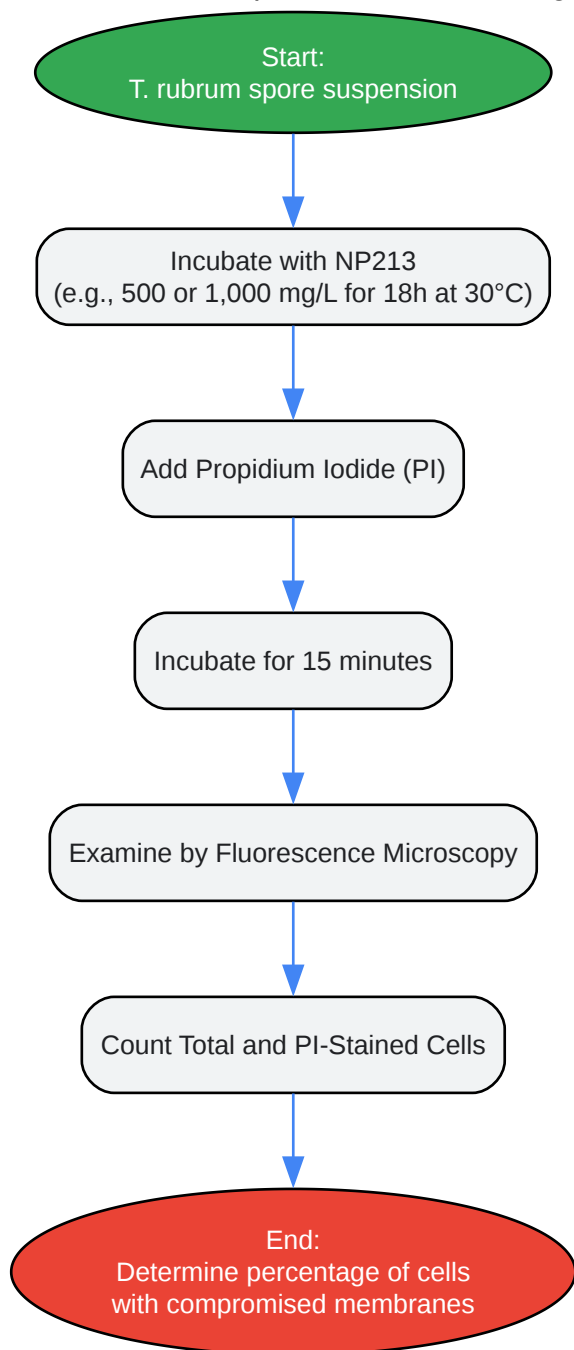 Start:
T. rubrum spore suspension
Incubate with NP213
(e.g., 500 or 1,000 mg/L for 18h at 30°C)
Add Propidium Iodide (PI)
Incubate for 15 minutes
Examine by Fluorescence Microscopy
Count Total and PI-Stained Cells
End:
Determine percentage of cells
with compromised membranes